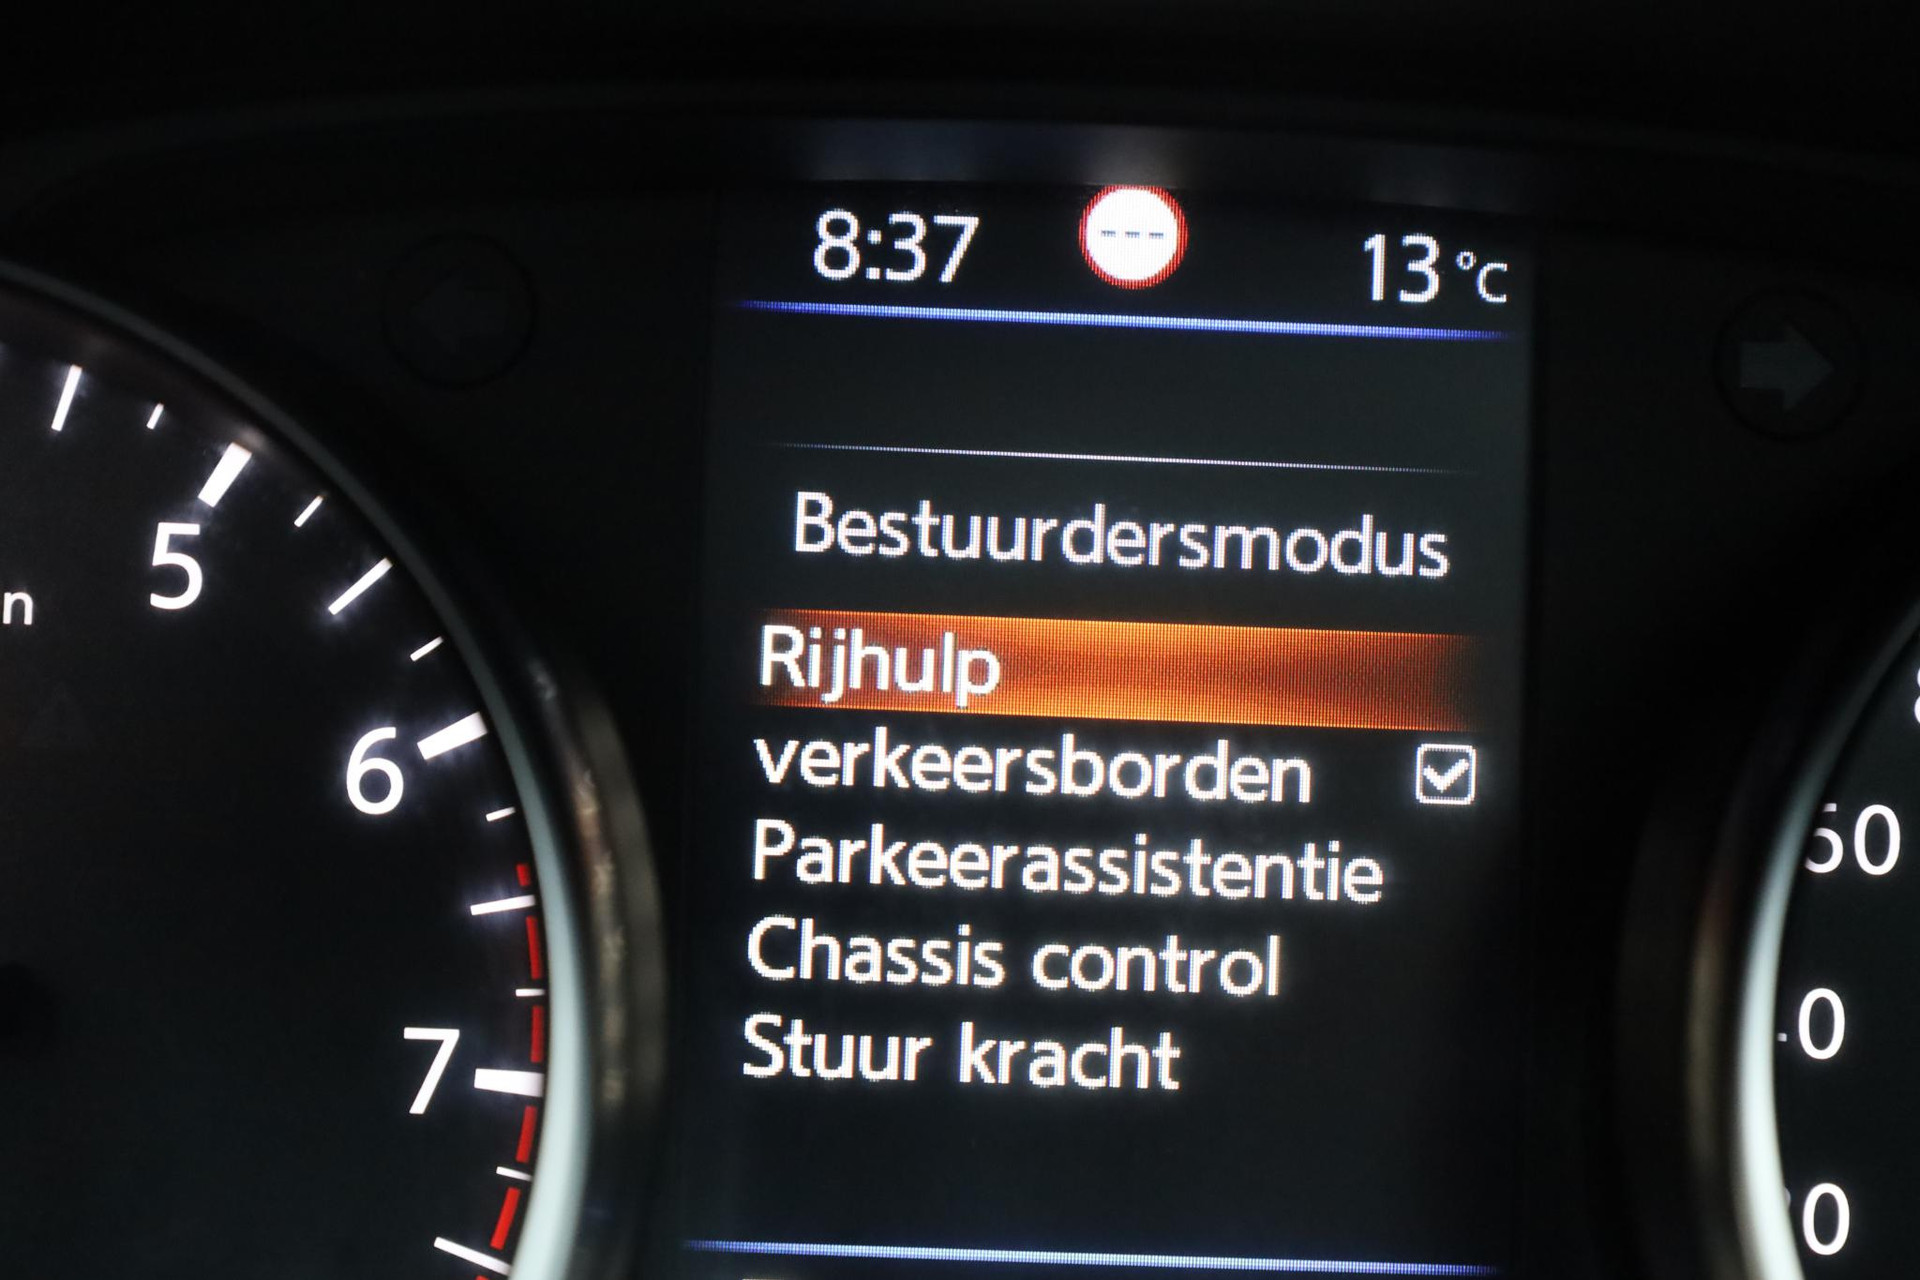 8:37 --- 13 °C
Bestuurdersmodus
Rijhulp
verkeersborden
Parkeerassistentie
Chassis control
Stuur kracht
5
6
7